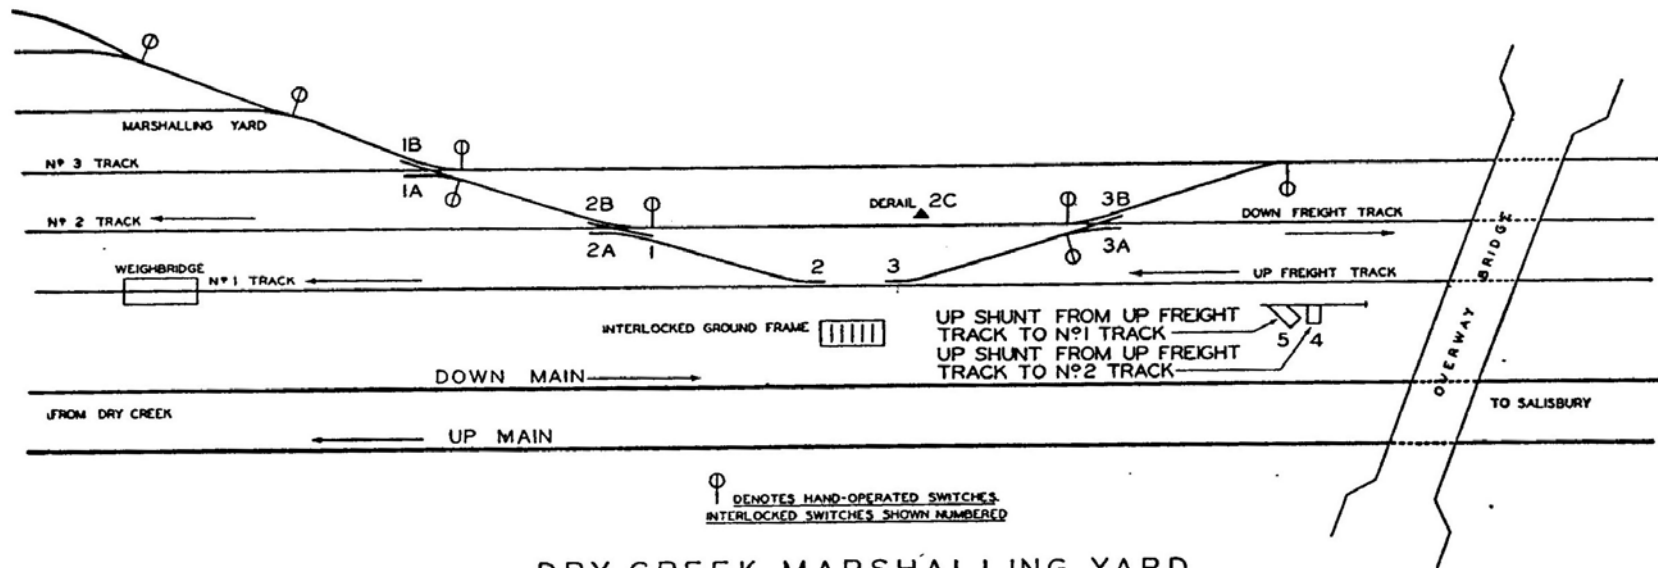 MARSHALLING YARD
1B
Nº 3 TRACK
1A
2B
DERAIL 2C
3B
Nº 2 TRACK
DOWN FREIGHT TRACK
2A
1
3A
WEIGHBRIDGE
Nº 1 TRACK
2
3
UP FREIGHT TRACK
OVERWAY BRIDGE
INTERLOCKED GROUND FRAME
UP SHUNT FROM UP FREIGHT
TRACK TO Nº1 TRACK
5 4
UP SHUNT FROM UP FREIGHT
TRACK TO Nº2 TRACK
DOWN MAIN
FROM DRY CREEK
TO SALISBURY
UP MAIN
DENOTES HAND-OPERATED SWITCHES
INTERLOCKED SWITCHES SHOWN NUMBERED
DRY CREEK MARSHALLING YARD